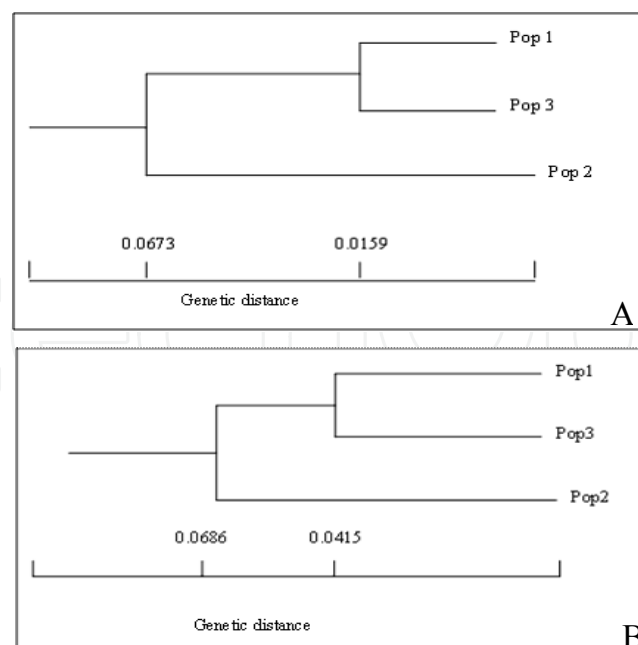 Pop 1
Pop 3
Pop 2
0.0673 0.0159
Genetic distance
A
Pop1
Pop3
Pop2
0.0686 0.0415
Genetic distance
B